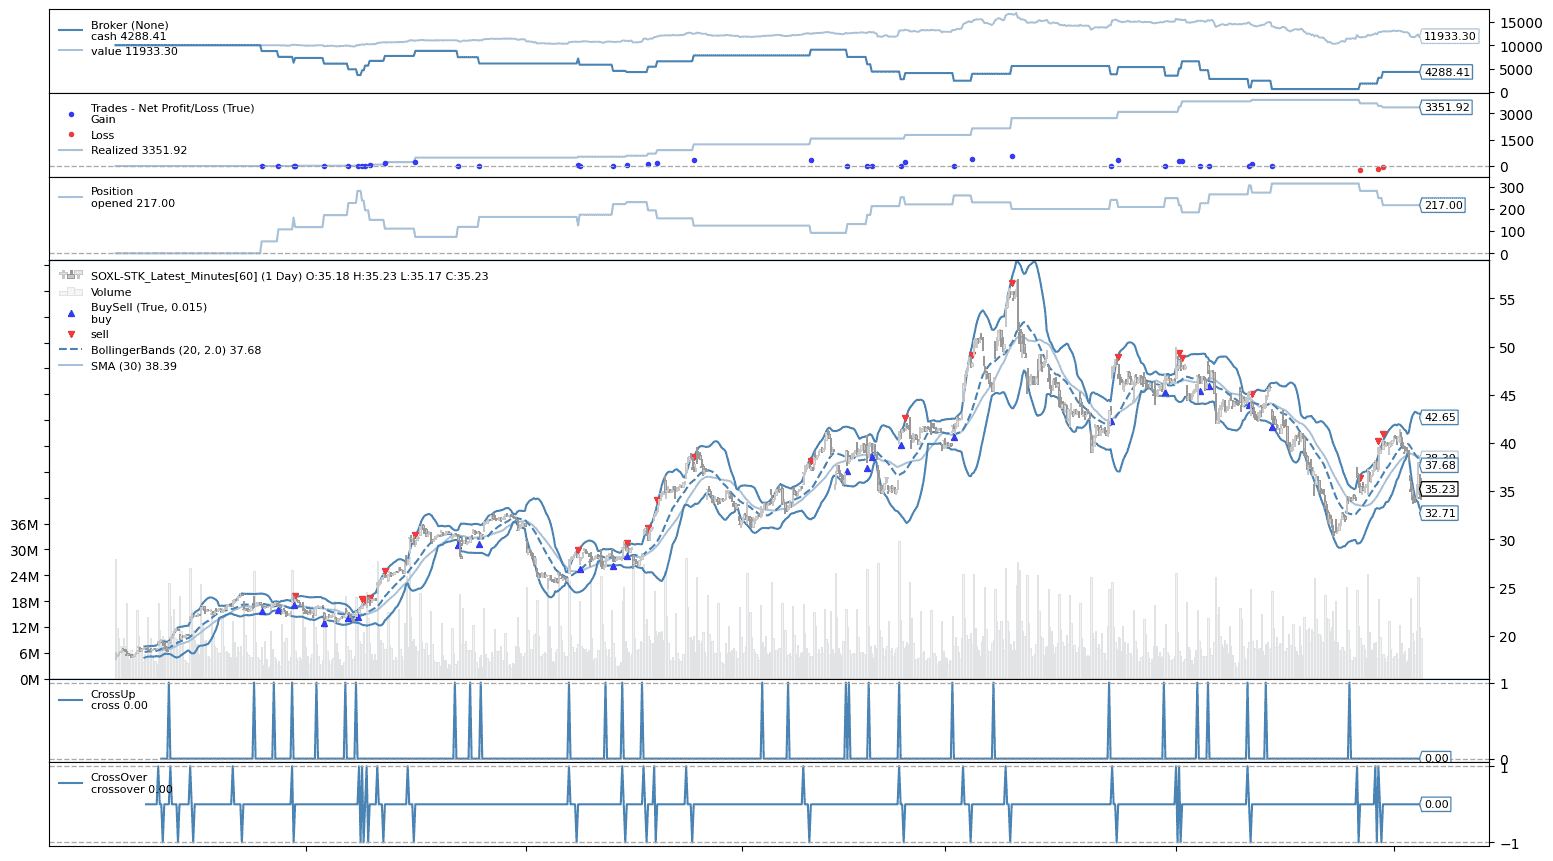 Broker (None)
cash 4288.41
value 11933.30
15000
10000
5000
0
11933.30
4288.41
Trades - Net Profit/Loss (True)
Gain
Loss
Realized 3351.92
3000
1500
0
3351.92
Position
opened 217.00
300
200
100
0
217.00
SOXL-STK_Latest_Minutes[60] (1 Day) O:35.18 H:35.23 L:35.17 C:35.23
Volume
BuySell (True, 0.015)
buy
sell
BollingerBands (20, 2.0) 37.68
SMA (30) 38.39
55
50
45
40
35
30
25
20
42.65
38.39
37.68
35.23
32.71
36M
30M
24M
18M
12M
6M
0M
CrossUp
cross 0.00
1
0
0.00
CrossOver
crossover 0.00
1
0.00
−1